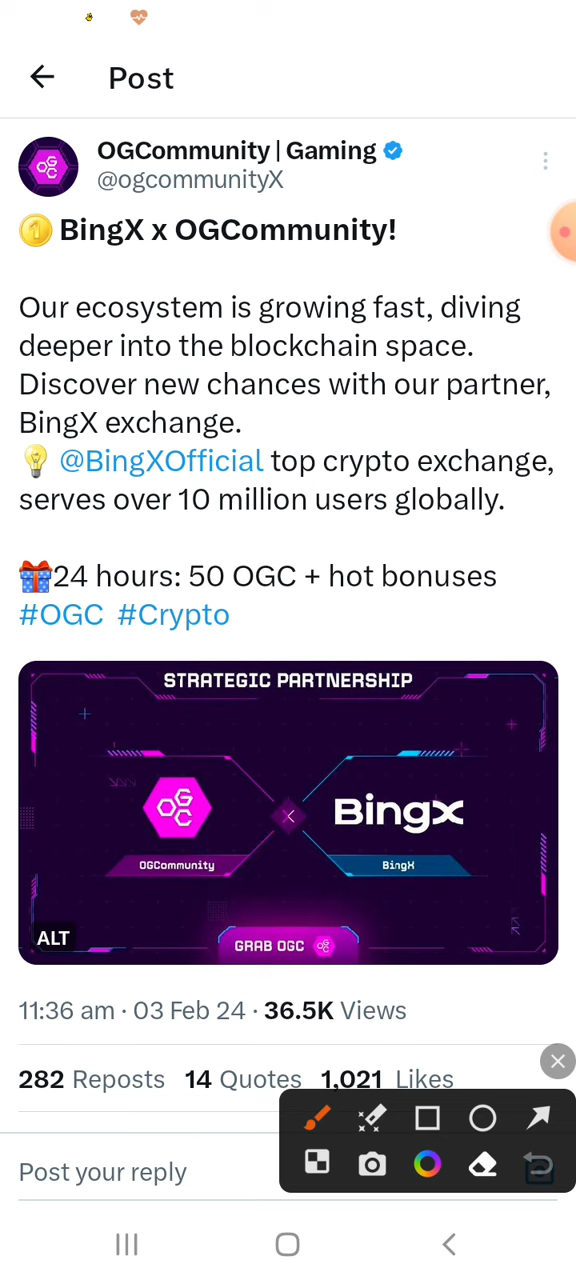 Post
OGCommunity | Gaming
@ogcommunityX
BingX x OGCommunity!
Our ecosystem is growing fast, diving
deeper into the blockchain space.
Discover new chances with our partner,
BingX exchange.
@BingXOfficial top crypto exchange,
serves over 10 million users globally.
24 hours: 50 OGC + hot bonuses
#OGC #Crypto
STRATEGIC PARTNERSHIP
OGC
BingX
OGCommunity
BingX
GRAB OGC
ALT
11:36 am · 03 Feb 24 · 36.5K Views
282 Reposts 14 Quotes 1,021 Likes
Post your reply